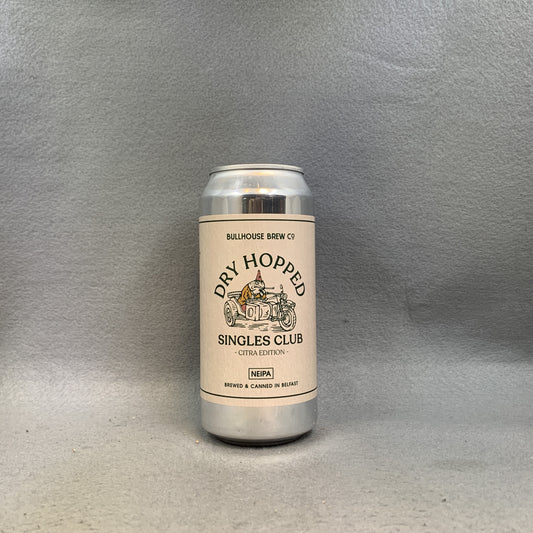 BULLHOUSE BREW CO
DRY HOPPED
SINGLES CLUB
- CITRA EDITION -
NEIPA
BREWED & CANNED IN BELFAST